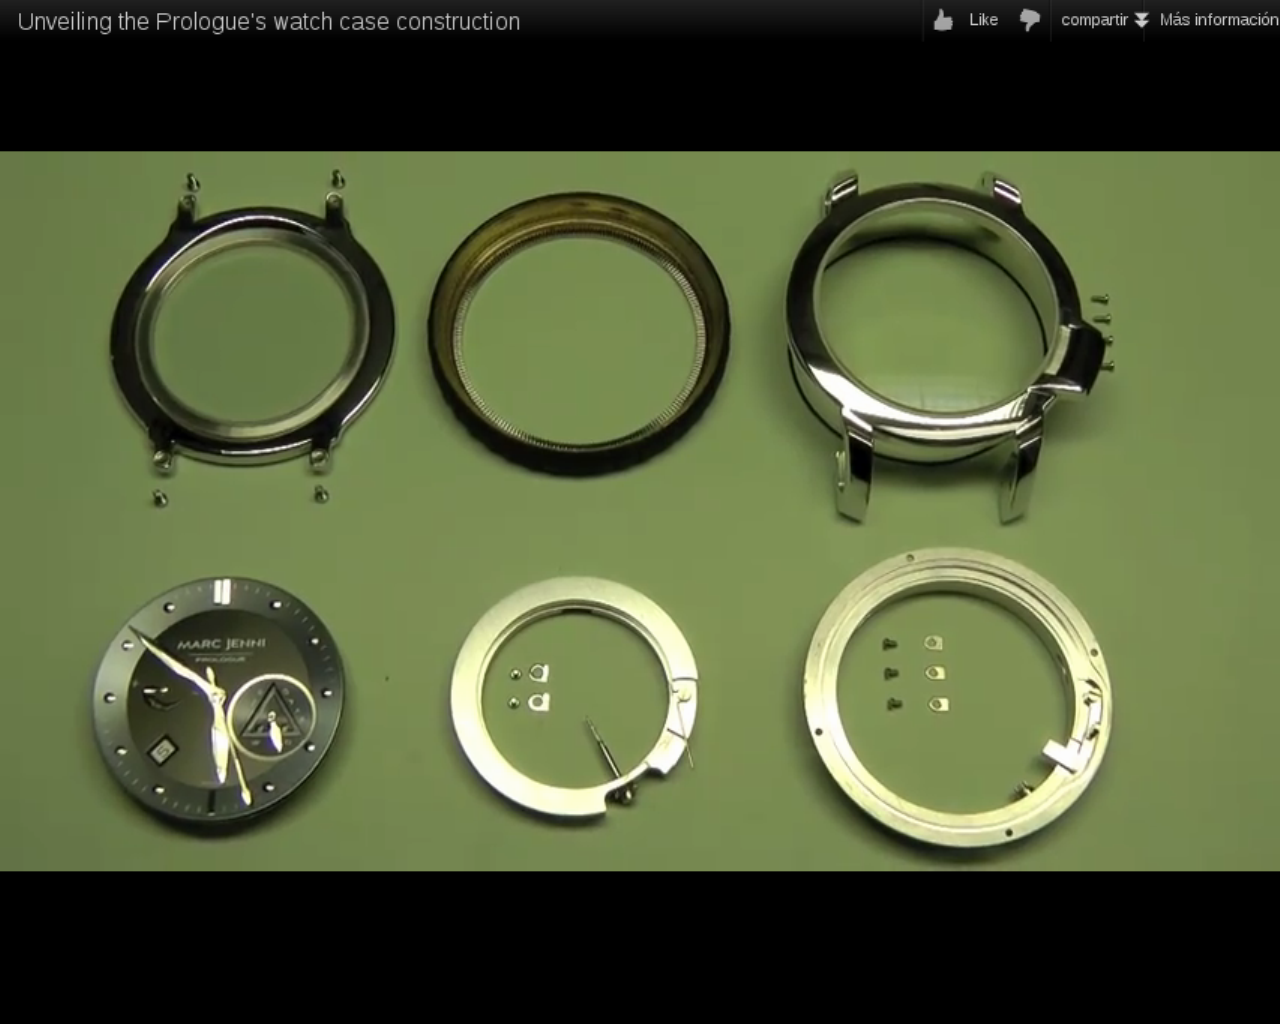 Unveiling the Prologue's watch case construction
Like
compartir
Más información
MARC JENNI
PROLOGUE